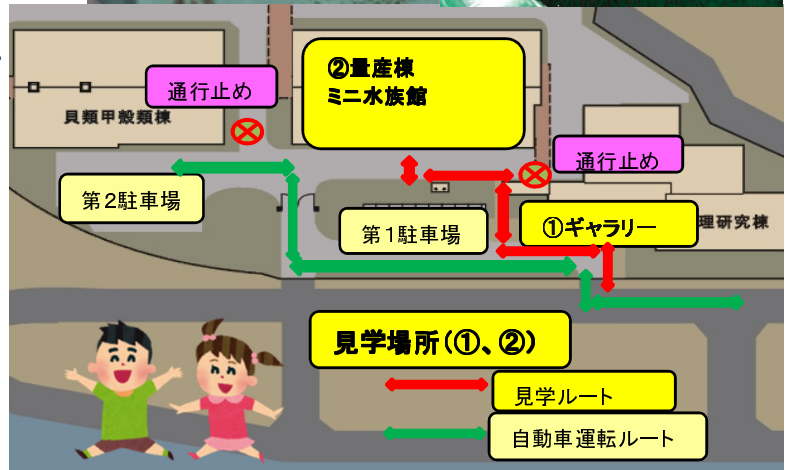 ②量産棟
ミニ水族館
通行止め
貝類甲殻類棟
通行止め
第2駐車場
第1駐車場
①ギャラリー
理研究棟
見学場所(①、②)
見学ルート
自動車運転ルート